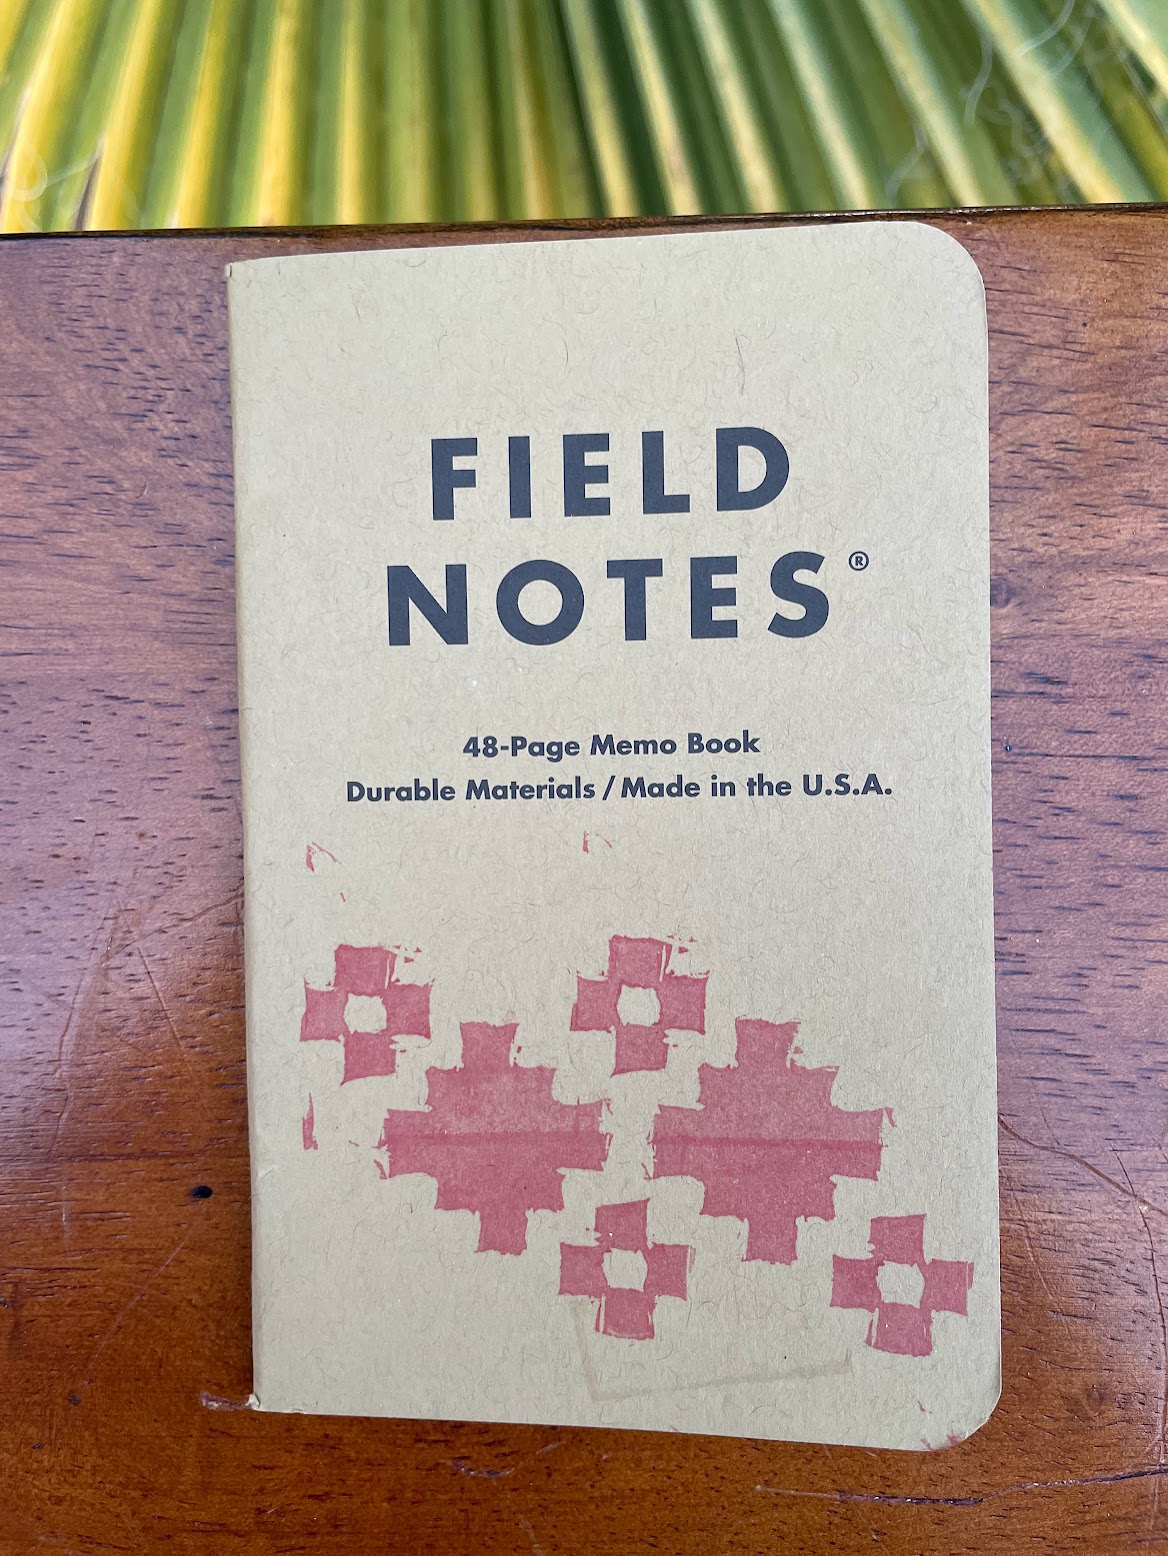 FIELD
NOTES®
48-Page Memo Book
Durable Materials / Made in the U.S.A.